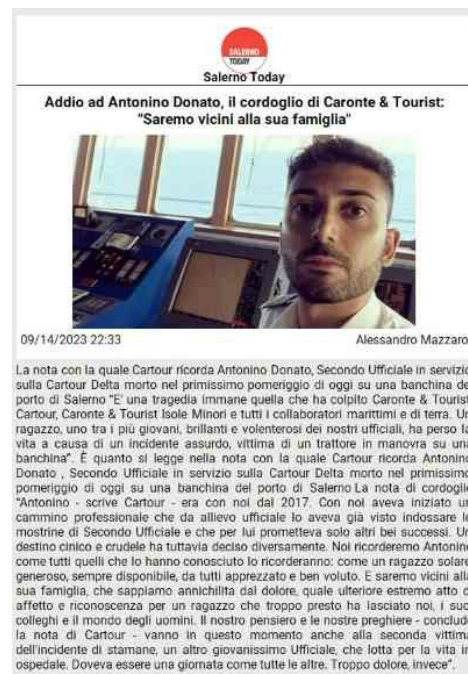 SALERNO
TODAY
Salerno Today
Addio ad Antonino Donato, il cordoglio di Caronte & Tourist:
"Saremo vicini alla sua famiglia"
09/14/2023 22:33 Alessandro Mazzaro
La nota con la quale Cartour ricorda Antonino Donato, Secondo Ufficiale in servizio
sulla Cartour Delta morto nel primissimo pomeriggio di oggi su una banchina de
porto di Salerno "E' una tragedia immane quella che ha colpito Caronte & Tourist
Cartour, Caronte & Tourist Isole Minori e tutti i collaboratori marittimi e di terra. Un
ragazzo, uno tra i più giovani, brillanti e volenterosi dei nostri ufficiali, ha perso la
vita a causa di un incidente assurdo, vittima di un trattore in manovra su una
banchina". È quanto si legge nella nota con la quale Cartour ricorda Antonino
Donato , Secondo Ufficiale in servizio sulla Cartour Delta morto nel primissimo
pomeriggio di oggi su una banchina del porto di Salerno La nota di cordoglio
"Antonino - scrive Cartour - era con noi dal 2017. Con noi aveva iniziato un
cammino professionale che da allievo ufficiale lo aveva già visto indossare le
mostrine di Secondo Ufficiale e che per lui prometteva solo altri bei successi. Un
destino cinico e crudele ha tuttavia deciso diversamente. Noi ricorderemo Antonino
come tutti quelli che lo hanno conosciuto lo ricorderanno: come un ragazzo solare
generoso, sempre disponibile, da tutti apprezzato e ben voluto. E saremo vicini alla
sua famiglia, che sappiamo annichilita dal dolore, quale ulteriore estremo atto d
affetto e riconoscenza per un ragazzo che troppo presto ha lasciato noi, i suo
colleghi e il mondo degli uomini. Il nostro pensiero e le nostre preghiere - conclude
la nota di Cartour - vanno in questo momento anche alla seconda vittima
dell'incidente di stamane, un altro giovanissimo Ufficiale, che lotta per la vita in
ospedale. Doveva essere una giornata come tutte le altre. Troppo dolore, invece".